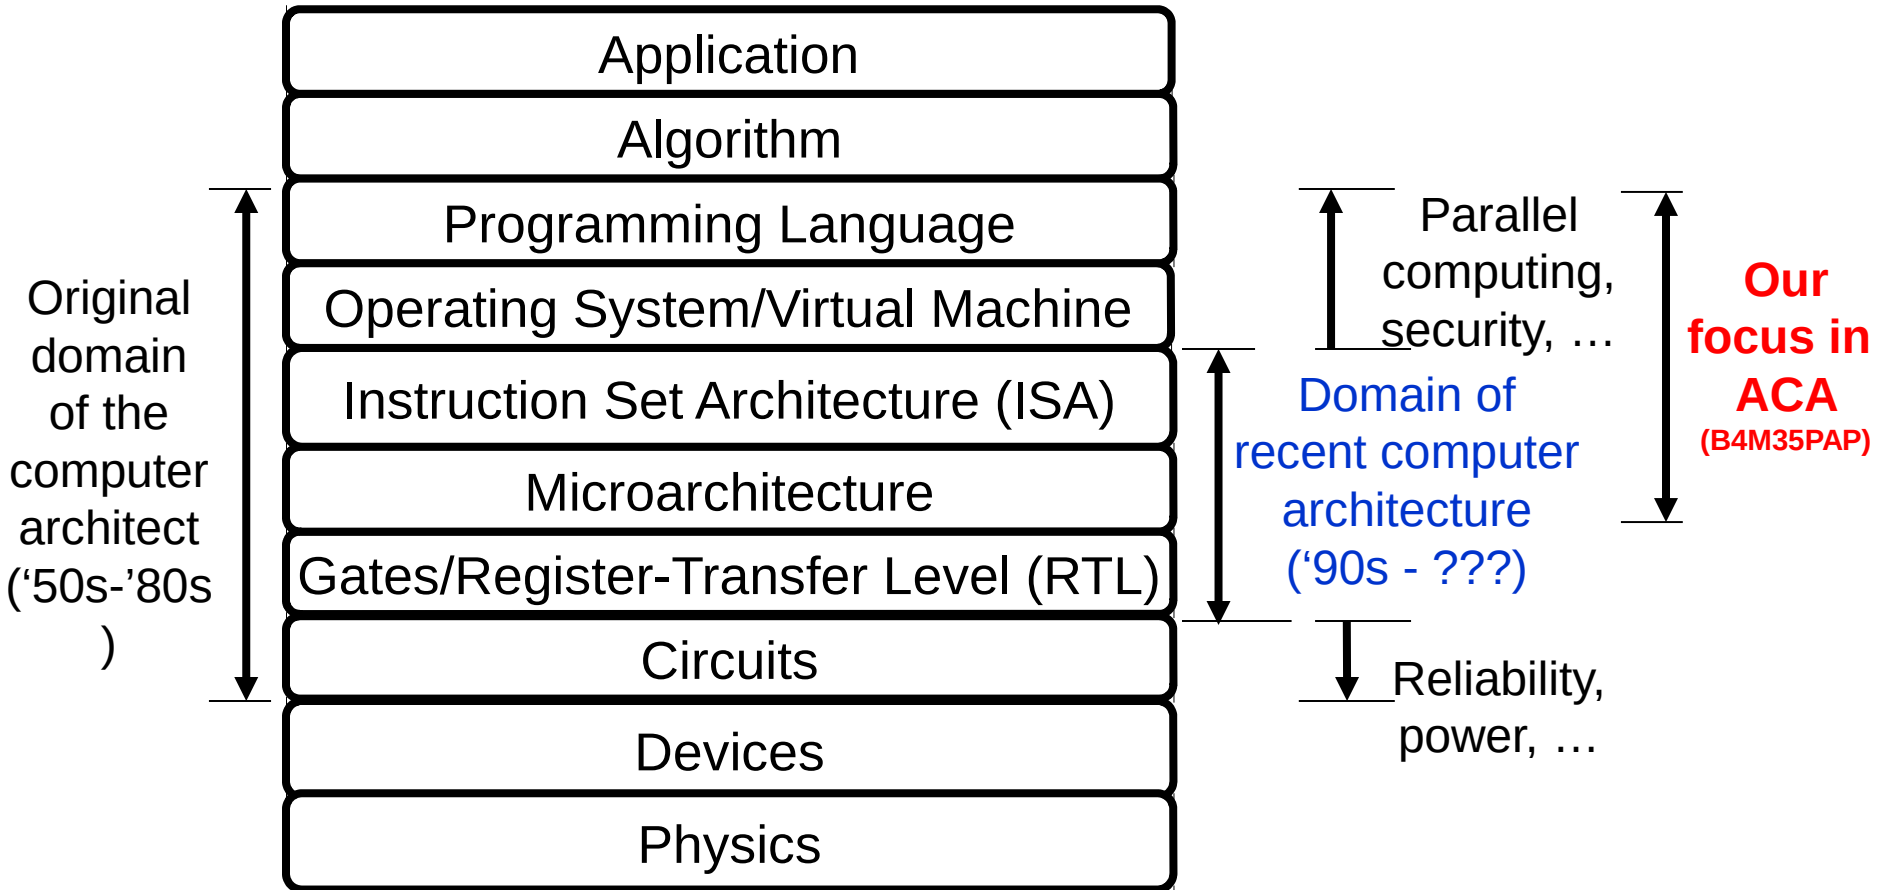 Application
Algorithm
Programming Language
Operating System/Virtual Machine
Instruction Set Architecture (ISA)
Microarchitecture
Gates/Register-Transfer Level (RTL)
Circuits
Devices
Physics
Original
domain
of the
computer
architect
(‘50s-’80s
)
Parallel
computing,
security, …
Domain of
recent computer
architecture
(‘90s - ???)
Reliability,
power, …
Our
focus in
ACA
(B4M35PAP)